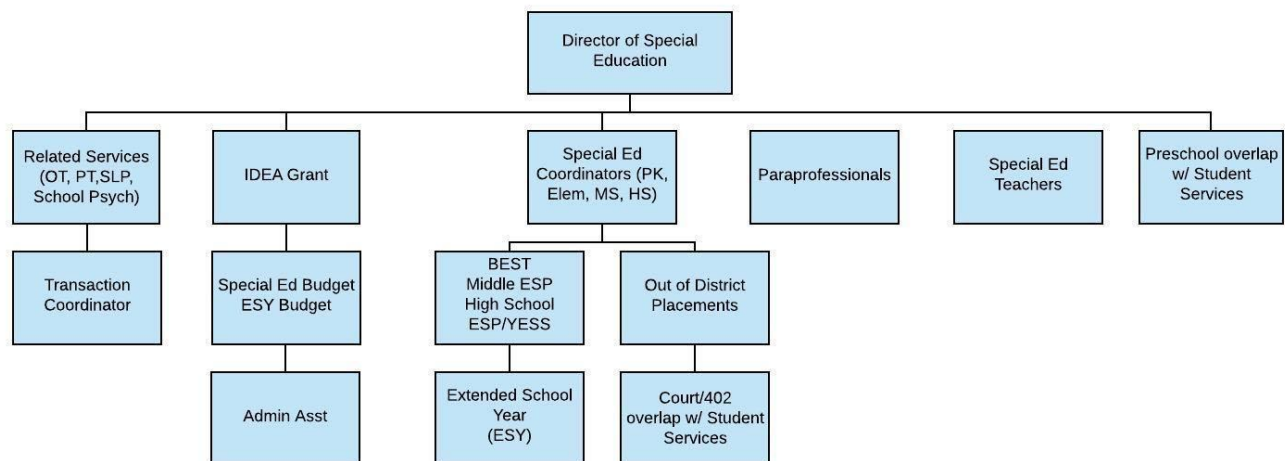 Director of Special
Education
Related Services
(OT, PT,SLP,
School Psych)
IDEA Grant
Special Ed
Coordinators (PK,
Elem, MS, HS)
Paraprofessionals
Special Ed
Teachers
Preschool overlap
w/ Student
Services
Transaction
Coordinator
Special Ed Budget
ESY Budget
BEST
Middle ESP
High School
ESP/YESS
Out of District
Placements
Admin Asst
Extended School
Year
(ESY)
Court/402
overlap w/ Student
Services